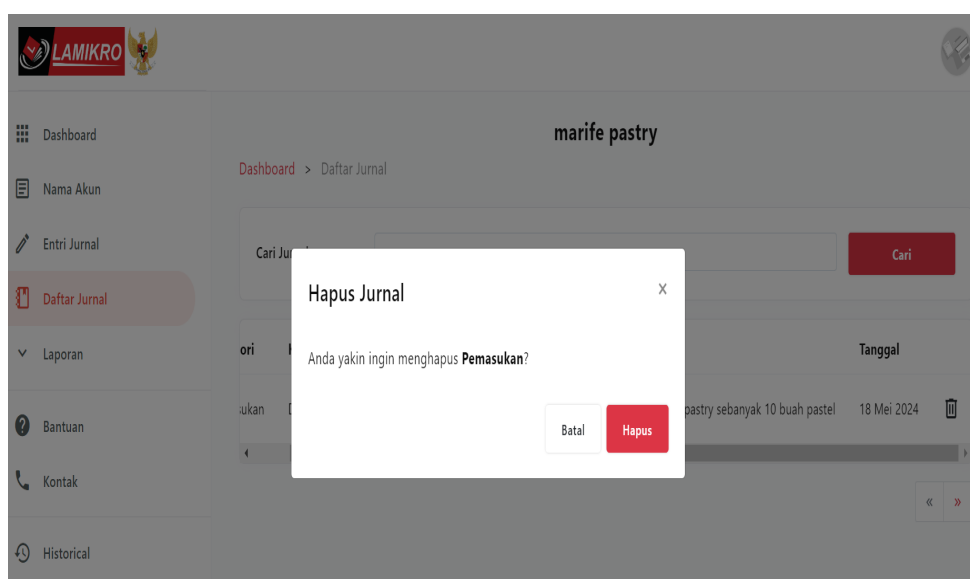 LAMIKRO
marife pastry
Dashboard
Nama Akun
Entri Jurnal
Daftar Jurnal
Laporan
Bantuan
Kontak
Historical
Dashboard > Daftar Jurnal
Cari
Cari
Hapus Jurnal
X
Anda yakin ingin menghapus Pemasukan?
Batal
Hapus
Tanggal
pastry sebanyak 10 buah pastel 18 Mei 2024
« »